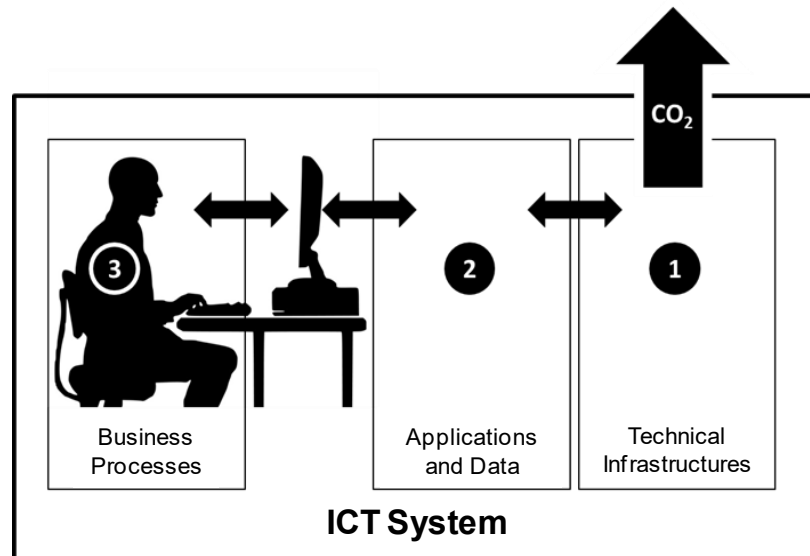 CO₂
3
2
1
Business
Processes
Applications
and Data
Technical
Infrastructures
ICT System